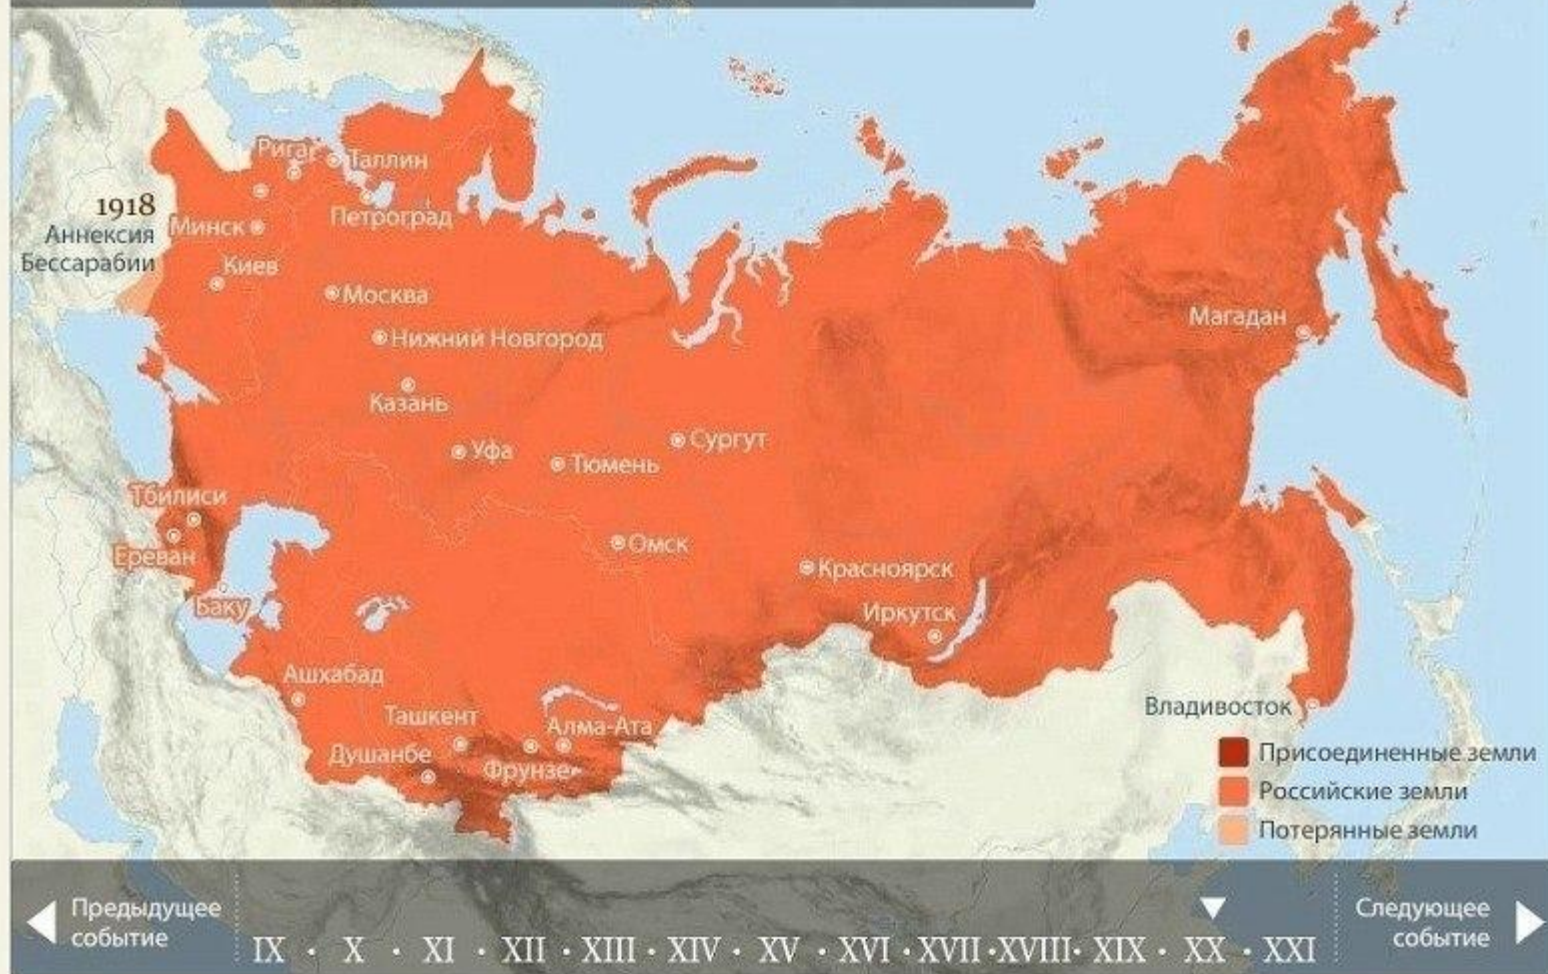 1918
Аннексия
Бессарабии
Рига
Таллин
Петроград
Минск
Киев
Москва
Нижний Новгород
Казань
Уфа
Тюмень
Сургут
Магадан
Тбилиси
Ереван
Баку
Омск
Красноярск
Иркутск
Ашхабад
Ташкент
Алма-Ата
Душанбе
Фрунзе
Владивосток
Присоединенные земли
Российские земли
Потерянные земли
Предыдущее
событие
IX · X · XI · XII · XIII · XIV · XV · XVI · XVII · XVIII · XIX · XX · XXI
Следующее
событие